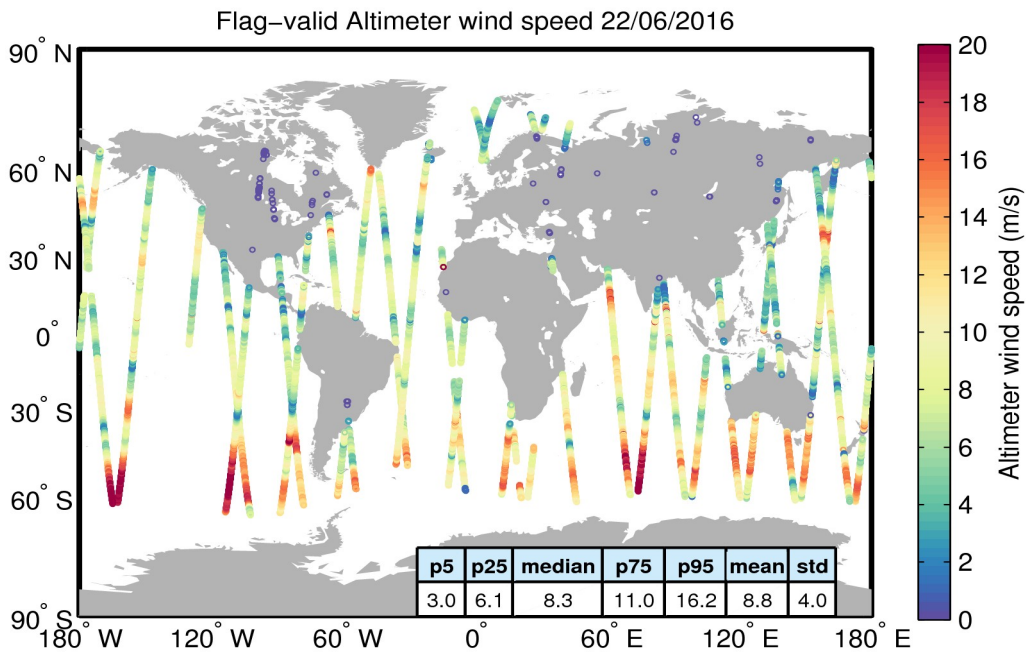 Flag−valid Altimeter wind speed 22/06/2016
90° N
60° N
30° N
0°
30° S
60° S
90° S
180° W
120° W
60° W
0°
60° E
120° E
180° E
p5 p25 median p75 p95 mean std
3.0 6.1 8.3 11.0 16.2 8.8 4.0
20
18
16
14
12
10
8
6
4
2
0
Altimeter wind speed (m/s)